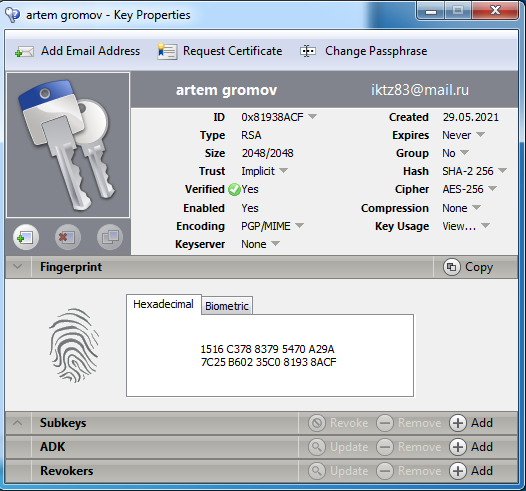 artem gromov - Key Properties
Add Email Address Request Certificate Change Passphrase
artem gromov iktz83@mail.ru
ID 0x81938ACF Created 29.05.2021
Type RSA Expires Never
Size 2048/2048 Group No
Trust Implicit Hash SHA-2 256
Verified Yes Cipher AES-256
Enabled Yes Compression None
Encoding PGP/MIME Key Usage View...
Keyserver None
Fingerprint Copy
Hexadecimal Biometric
1516 C378 8379 5470 A29A
7C25 B602 35C0 8193 8ACF
Subkeys Revoke Remove Add
ADK Update Remove Add
Revokers Update Remove Add